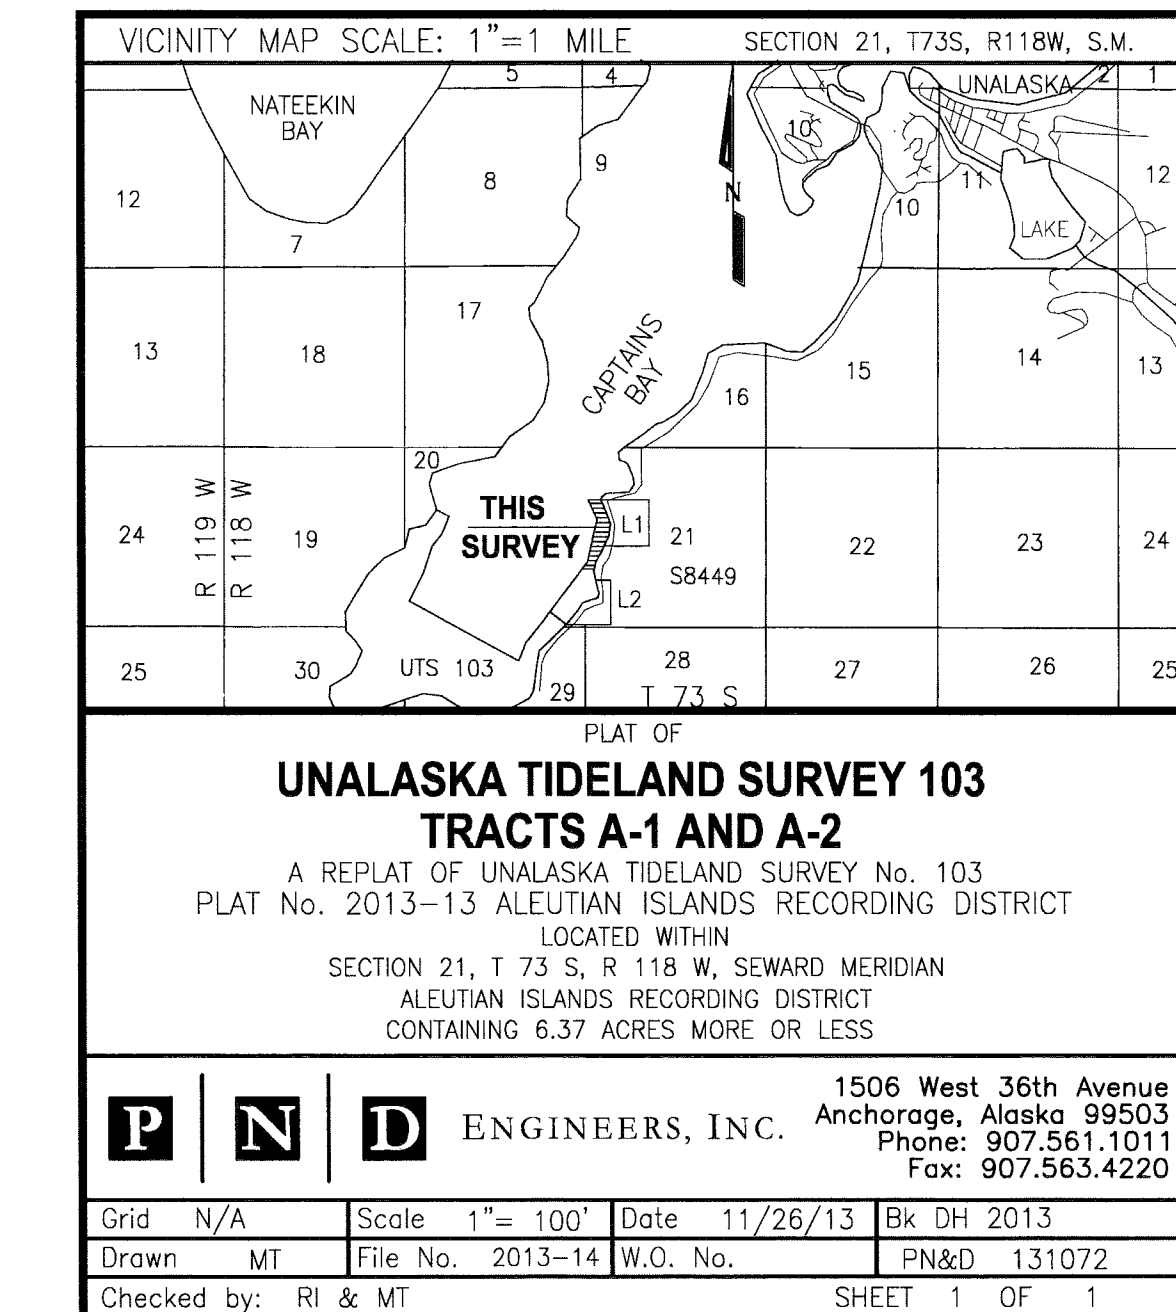 VICINITY MAP SCALE: 1"=1 MILE SECTION 21, T73S, R118W, S.M.
5 4 UNALASKA 2 1
NATEEKIN
BAY
10
9
8 11 12
12 10
7 LAKE
17
CAPTAINS
BAY
13 18 15 14 13
16
20
R 119 W
R 118 W
THIS
SURVEY
24 19 L1 21 22 23 24
S8449
L2
25 30 UTS 103 28 27 26 25
29 T 73 S
PLAT OF
UNALASKA TIDELAND SURVEY 103
TRACTS A-1 AND A-2
A REPLAT OF UNALASKA TIDELAND SURVEY No. 103
PLAT No. 2013-13 ALEUTIAN ISLANDS RECORDING DISTRICT
LOCATED WITHIN
SECTION 21, T 73 S, R 118 W, SEWARD MERIDIAN
ALEUTIAN ISLANDS RECORDING DISTRICT
CONTAINING 6.37 ACRES MORE OR LESS
P N D ENGINEERS, INC.
1506 West 36th Avenue
Anchorage, Alaska 99503
Phone: 907.561.1011
Fax: 907.563.4220
Grid N/A Scale 1"= 100' Date 11/26/13 Bk DH 2013
Drawn MT File No. 2013-14 W.O. No. PN&D 131072
Checked by: RI & MT SHEET 1 OF 1
N